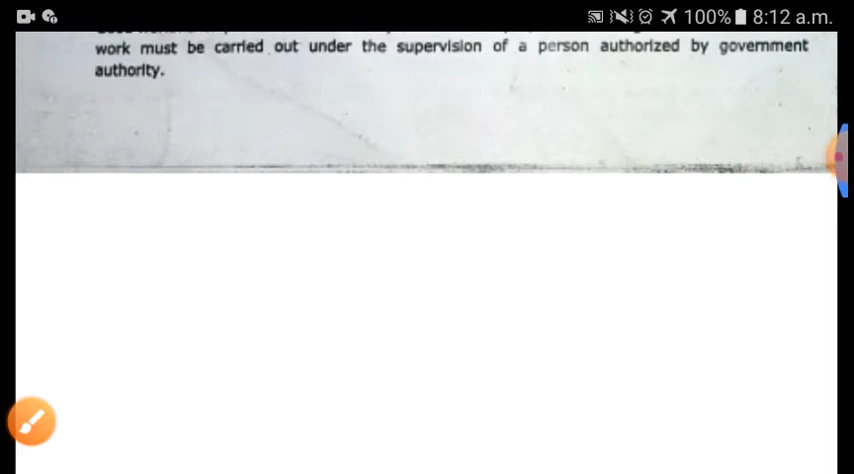 100% 8:12 a.m.
work must be carried out under the supervision of a person authorized by government
authority.